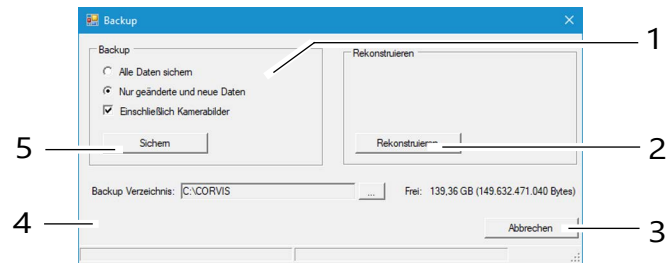 Backup
1
Backup
Rekonstruieren
Alle Daten sichern
Nur geänderte und neue Daten
Einschließlich Kamerabilder
5
Sichern
Rekonstruieren
2
Backup Verzeichnis: C:\CORVIS ... Frei: 139,36 GB (149.632.471.040 Bytes)
4
Abbrechen
3